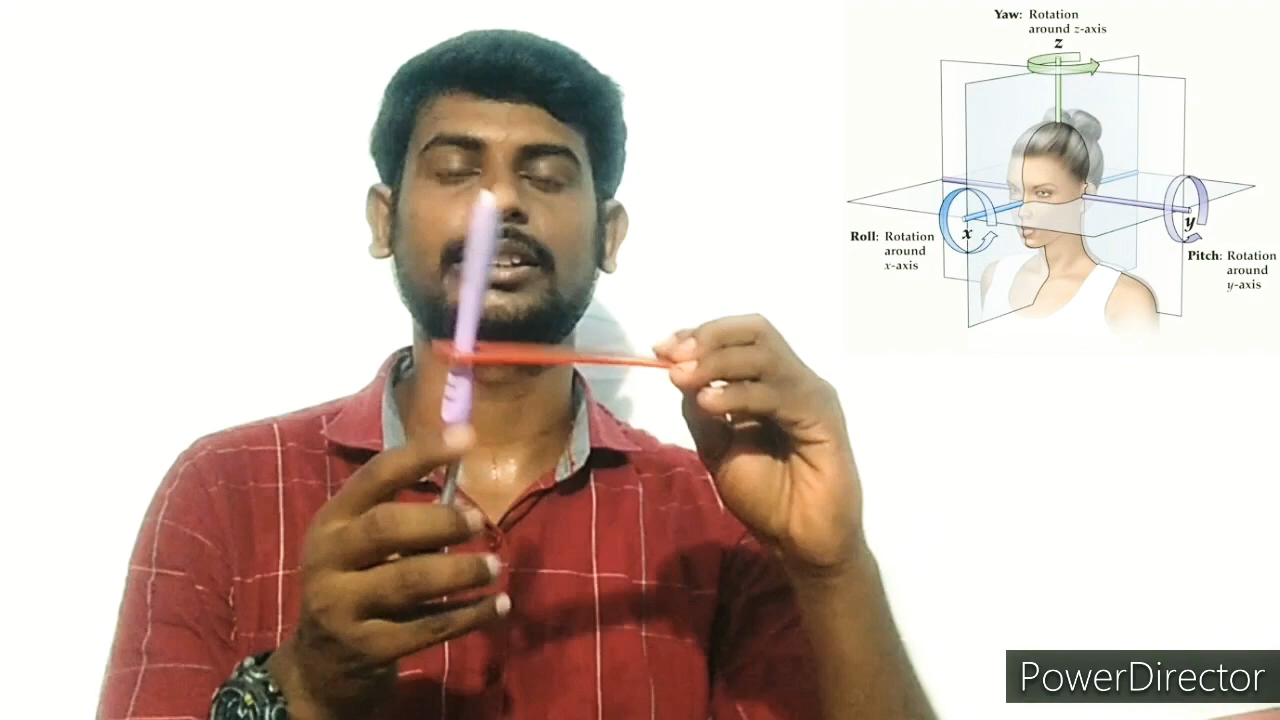 Yaw: Rotation
around z-axis
z
Roll: Rotation
around
x-axis
x
y
Pitch: Rotation
around
y-axis
PowerDirector